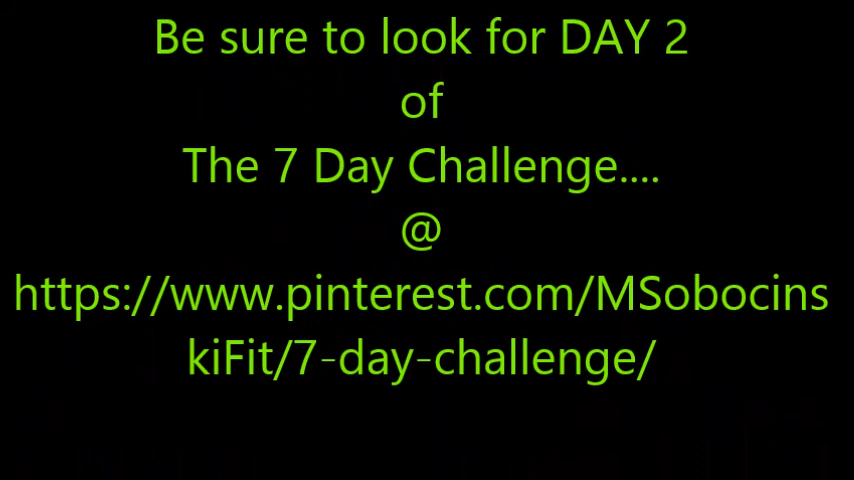 Be sure to look for DAY 2
of
The 7 Day Challenge....
@
https://www.pinterest.com/MSobocins
kiFit/7-day-challenge/